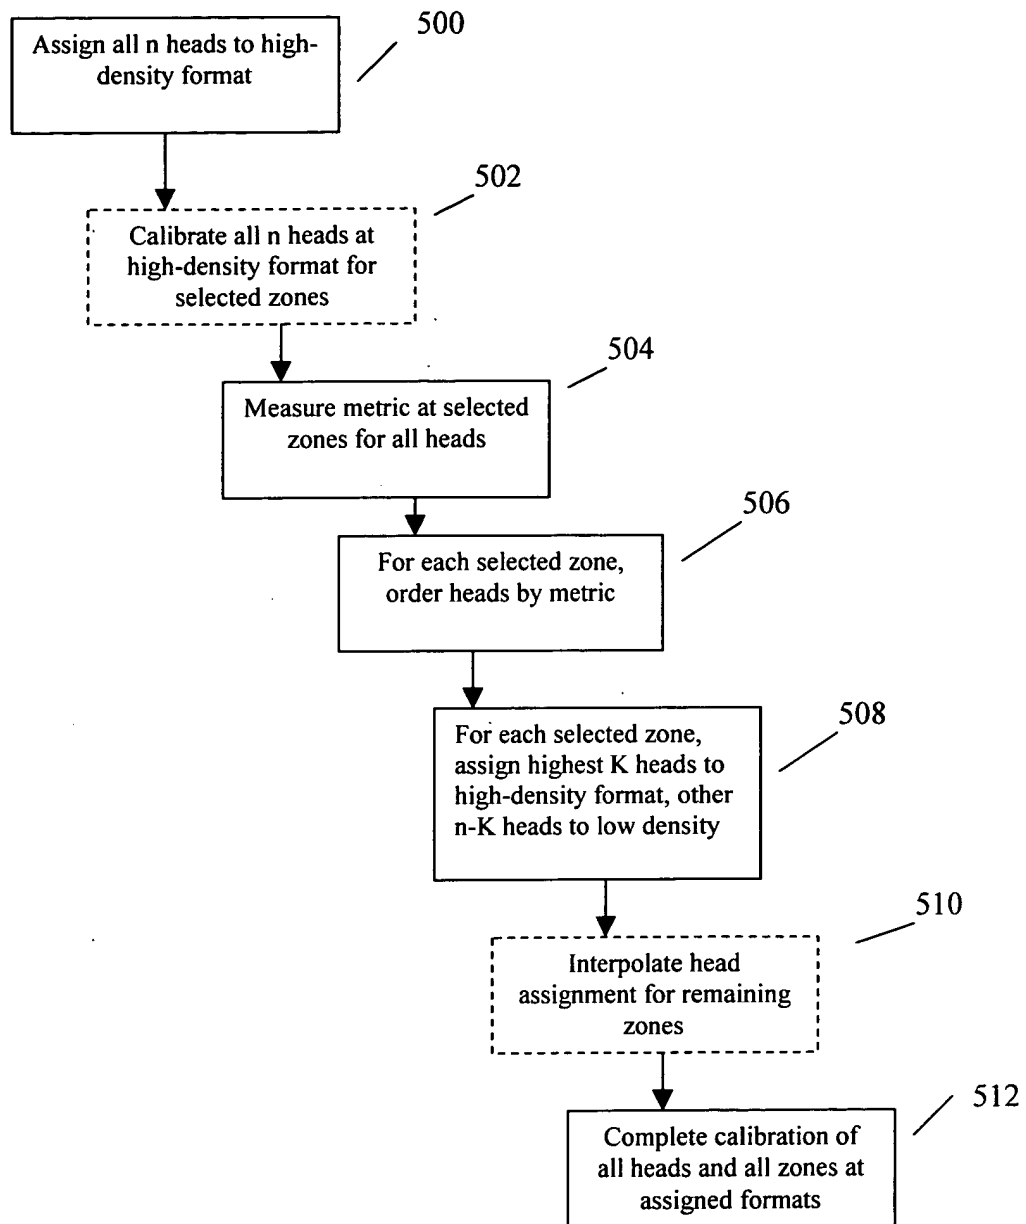 500
Assign all n heads to high-
density format
502
Calibrate all n heads at
high-density format for
selected zones
504
Measure metric at selected
zones for all heads
506
For each selected zone,
order heads by metric
508
For each selected zone,
assign highest K heads to
high-density format, other
n-K heads to low density
510
Interpolate head
assignment for remaining
zones
512
Complete calibration of
all heads and all zones at
assigned formats